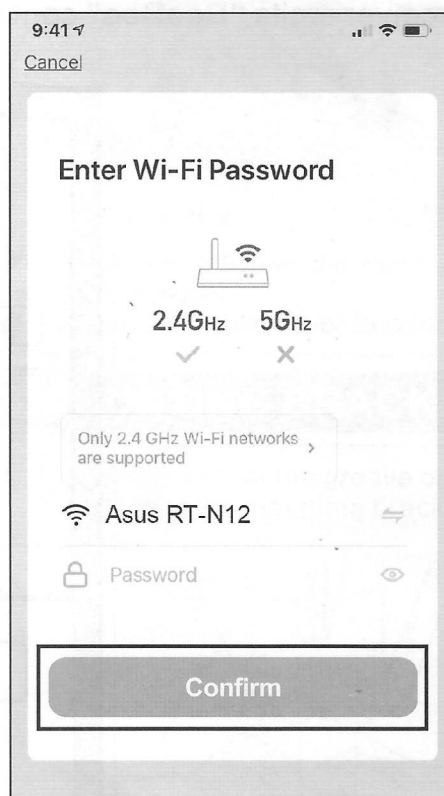 9:41
Cancel
Enter Wi-Fi Password
2.4GHz 5GHz
Only 2.4 GHz Wi-Fi networks
are supported
Asus RT-N12
Password
Confirm